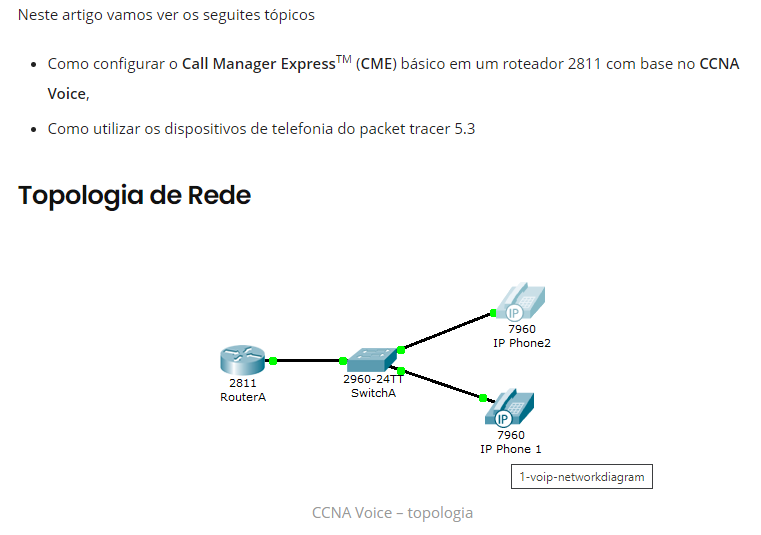 Neste artigo vamos ver os seguites tópicos
• Como configurar o Call Manager Express™ (CME) básico em um roteador 2811 com base no CCNA
Voice,
• Como utilizar os dispositivos de telefonia do packet tracer 5.3
Topologia de Rede
IP
7960
IP Phone2
2811
RouterA
2960-24TT
SwitchA
IP
7960
IP Phone 1
1-voip-networkdiagram
CCNA Voice – topologia